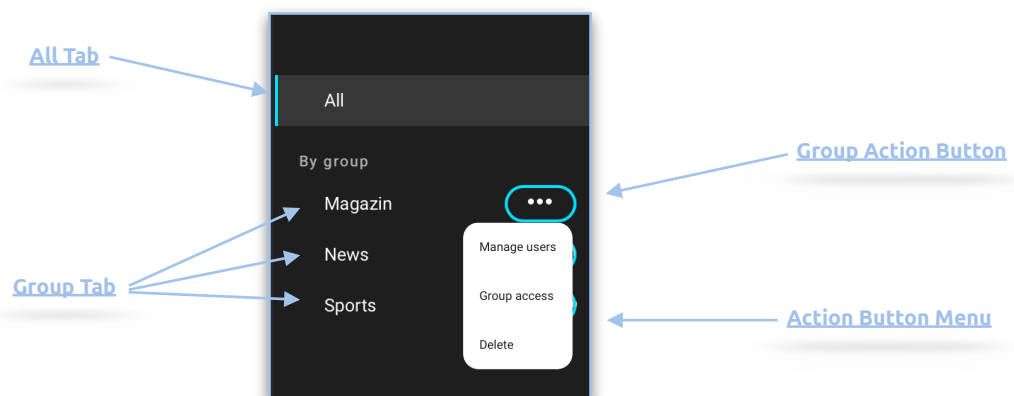 All Tab
All
By group
Group Action Button
Magazin
•••
Manage users
News
Group Tab
Group access
Sports
Action Button Menu
Delete